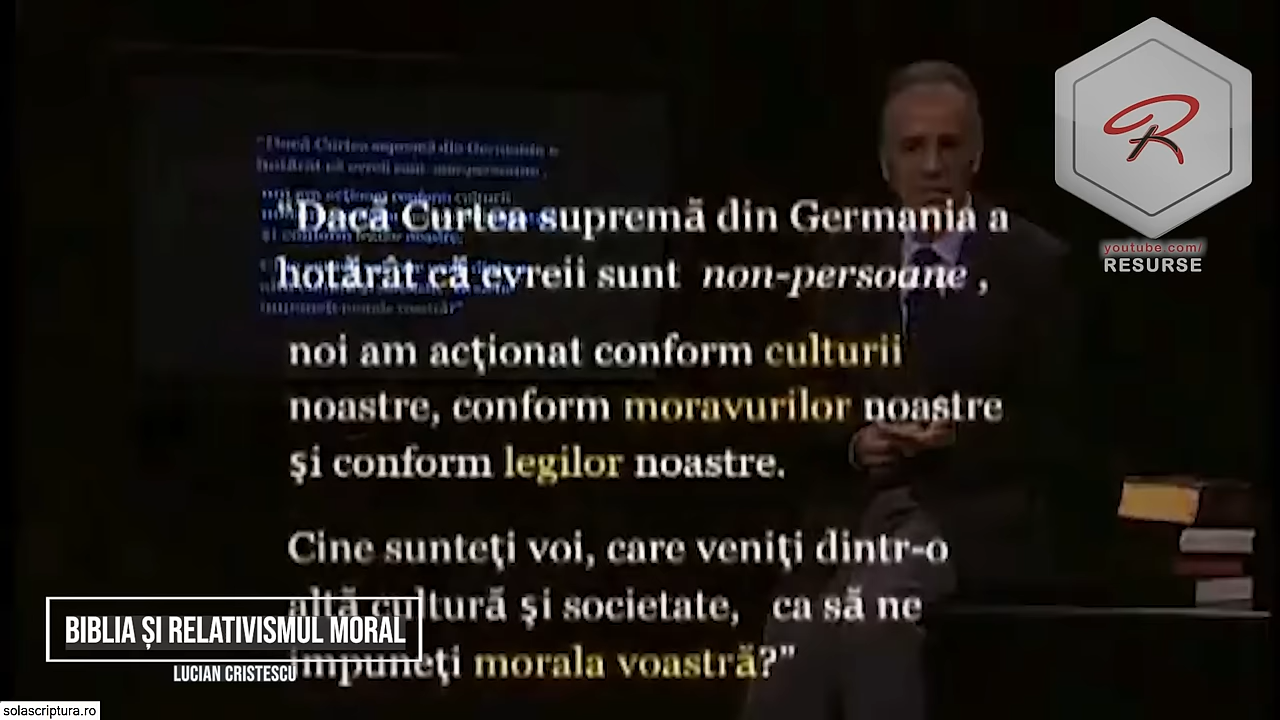 youtube.com/
RESURSE
"Dacă Curtea supremă din Germania a
hotărât că evreii sunt non-persoane ,
noi am acţionat conform culturii
noastre, conform moravurilor noastre
şi conform legilor noastre.
Cine sunteţi voi, care veniţi dintr-o
altă cultură şi societate, ca să ne
impuneţi morala voastră?"
BIBLIA ȘI RELATIVISMUL MORAL
LUCIAN CRISTESCU
solascriptura.ro